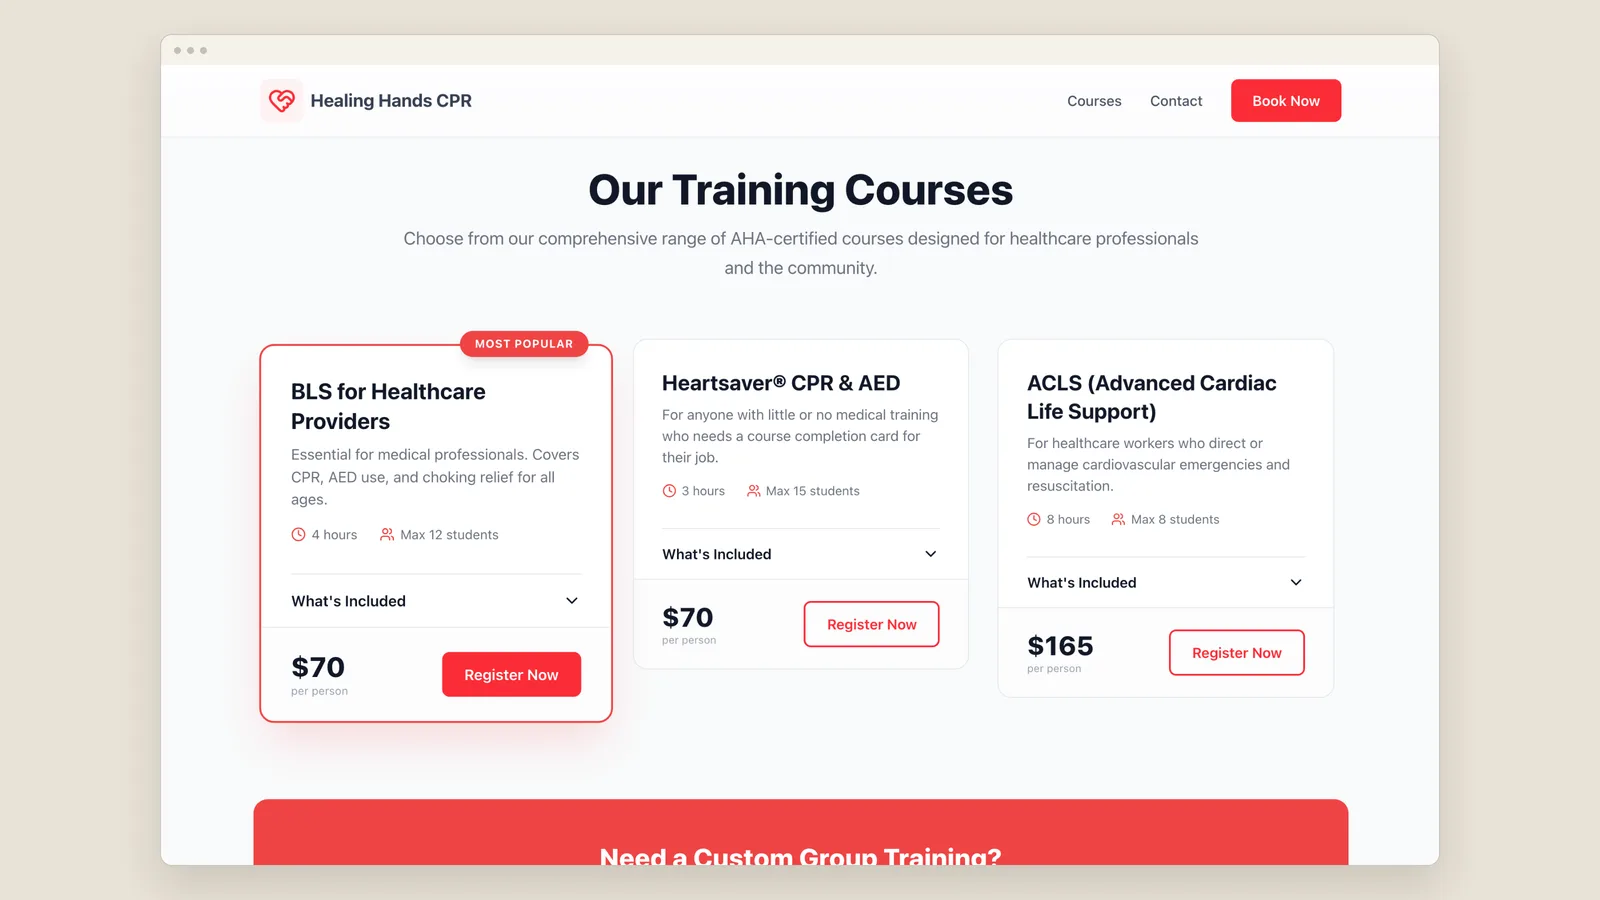 Healing Hands CPR
Courses
Contact
Book Now
Our Training Courses
Choose from our comprehensive range of AHA-certified courses designed for healthcare professionals
and the community.
MOST POPULAR
BLS for Healthcare
Providers
Essential for medical professionals. Covers
CPR, AED use, and choking relief for all
ages.
4 hours
Max 12 students
What's Included
$70
per person
Register Now
Heartsaver® CPR & AED
For anyone with little or no medical training
who needs a course completion card for
their job.
3 hours
Max 15 students
What's Included
$70
per person
Register Now
ACLS (Advanced Cardiac
Life Support)
For healthcare workers who direct or
manage cardiovascular emergencies and
resuscitation.
8 hours
Max 8 students
What's Included
$165
per person
Register Now
Need a Custom Group Training?